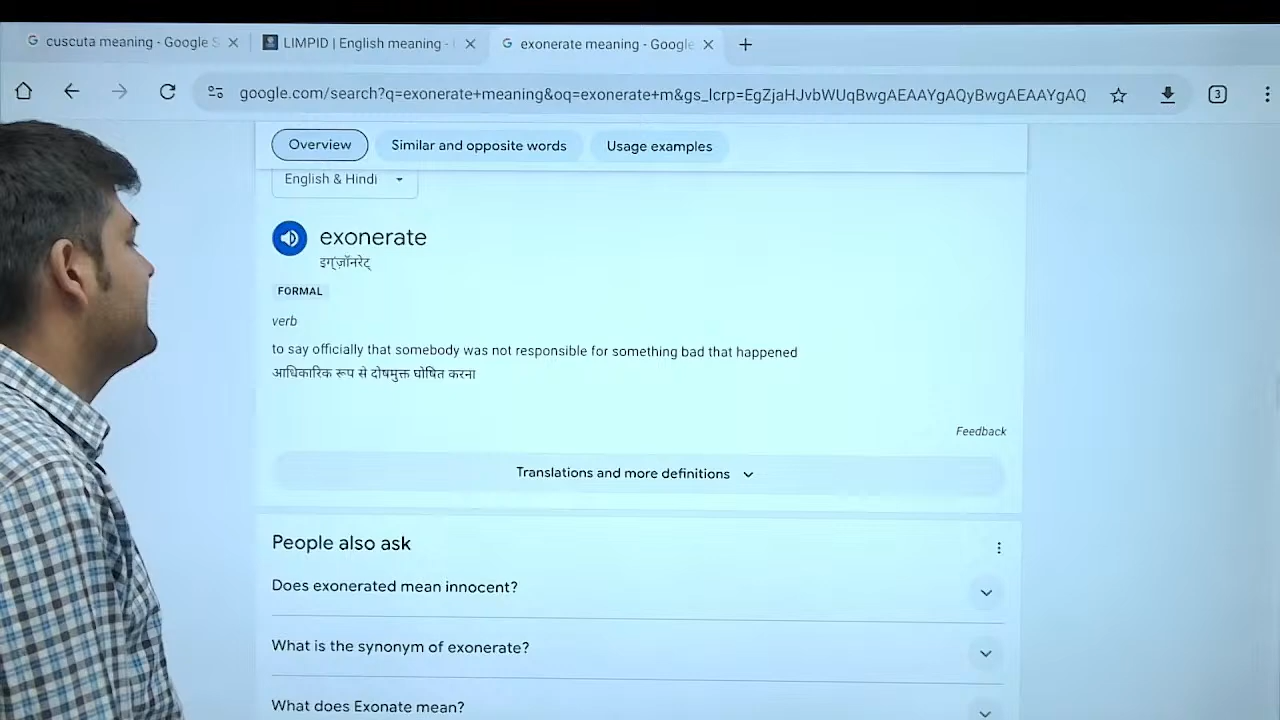 cuscuta meaning - Google S
LIMPID | English meaning -
exonerate meaning - Google
google.com/search?q=exonerate+meaning&oq=exonerate+m&gs_lcrp=EgZjaHJvbWUqBwgAEAAYgAQyBwgAEAAYgAQ
3
Overview
Similar and opposite words
Usage examples
English & Hindi
exonerate
इग्ज़ॉनरेट्
FORMAL
verb
to say officially that somebody was not responsible for something bad that happened
आधिकारिक रूप से दोषमुक्त घोषित करना
Feedback
Translations and more definitions
People also ask
Does exonerated mean innocent?
What is the synonym of exonerate?
What does Exonate mean?